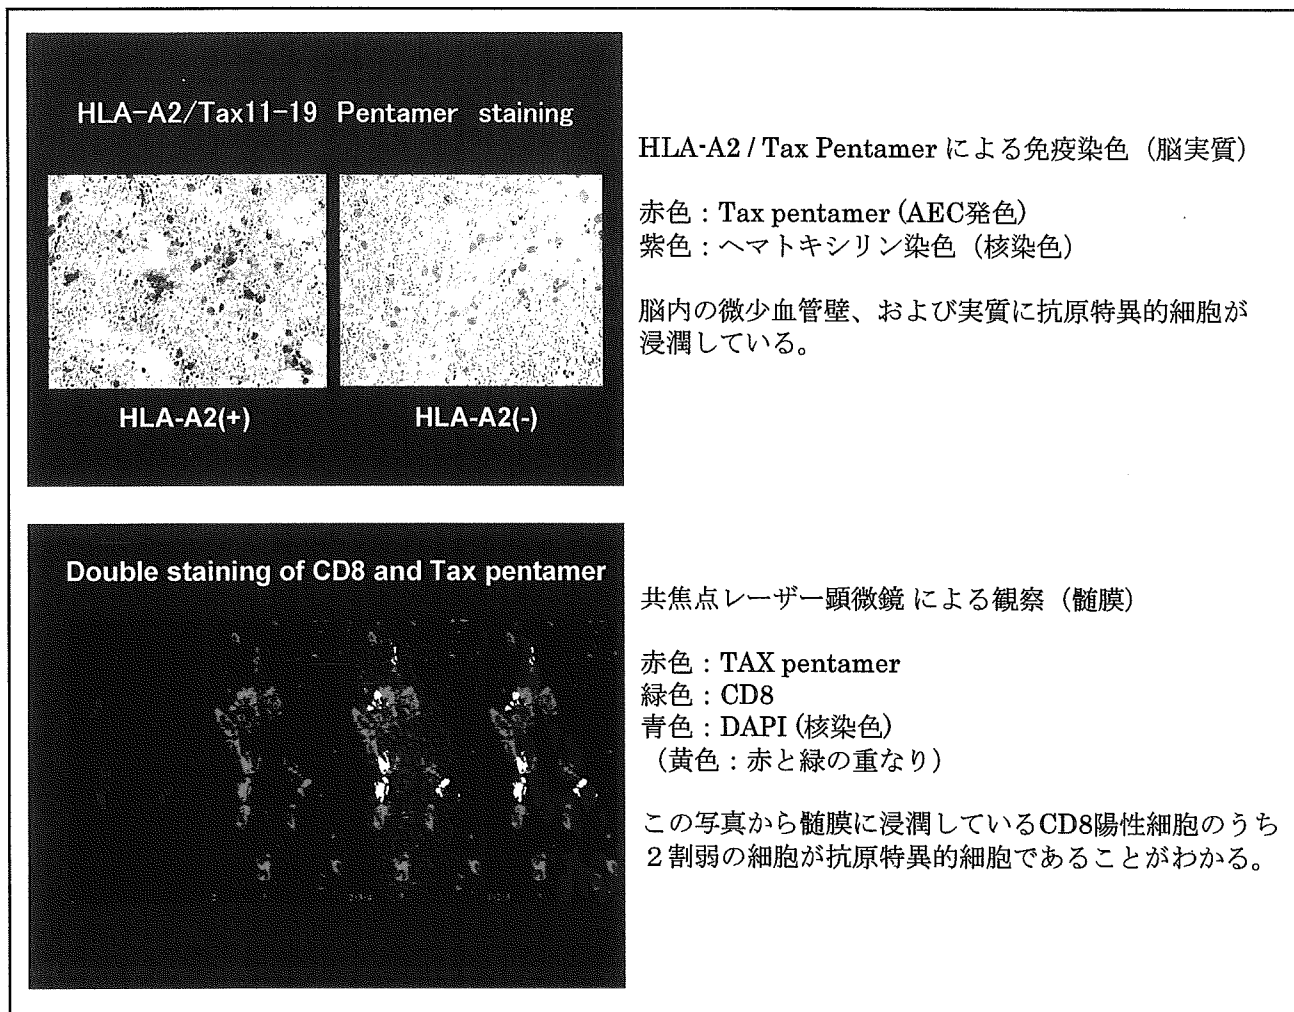 HLA-A2/Tax11-19 Pentamer staining
HLA-A2(+)
HLA-A2(-)
HLA-A2 / Tax Pentamer による免疫染色（脳実質）
赤色：Tax pentamer (AEC発色)
紫色：ヘマトキシリン染色（核染色）
脳内の微少血管壁、および実質に抗原特異的細胞が
浸潤している。
Double staining of CD8 and Tax pentamer
共焦点レーザー顕微鏡 による観察（髄膜）
赤色：TAX pentamer
緑色：CD8
青色：DAPI (核染色)
（黄色：赤と緑の重なり）
この写真から髄膜に浸潤しているCD8陽性細胞のうち
２割弱の細胞が抗原特異的細胞であることがわかる。